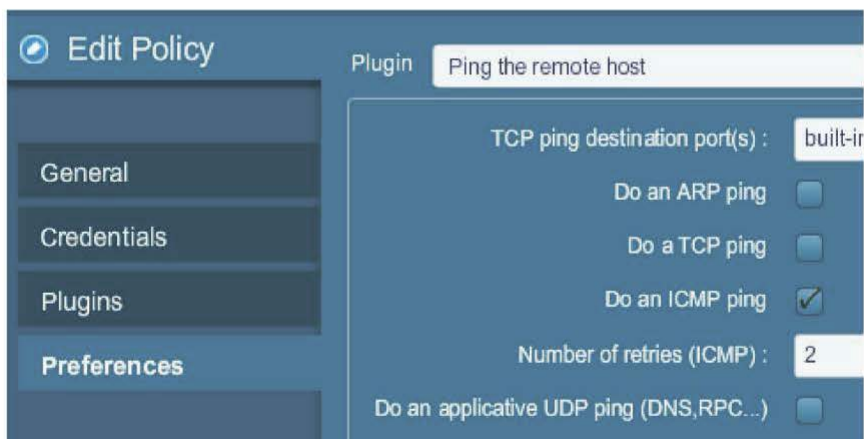 Edit Policy
General
Credentials
Plugins
Preferences
Plugin Ping the remote host
TCP ping destination port(s) : built-in
Do an ARP ping
Do a TCP ping
Do an ICMP ping
Number of retries (ICMP) : 2
Do an applicative UDP ping (DNS,RPC...)